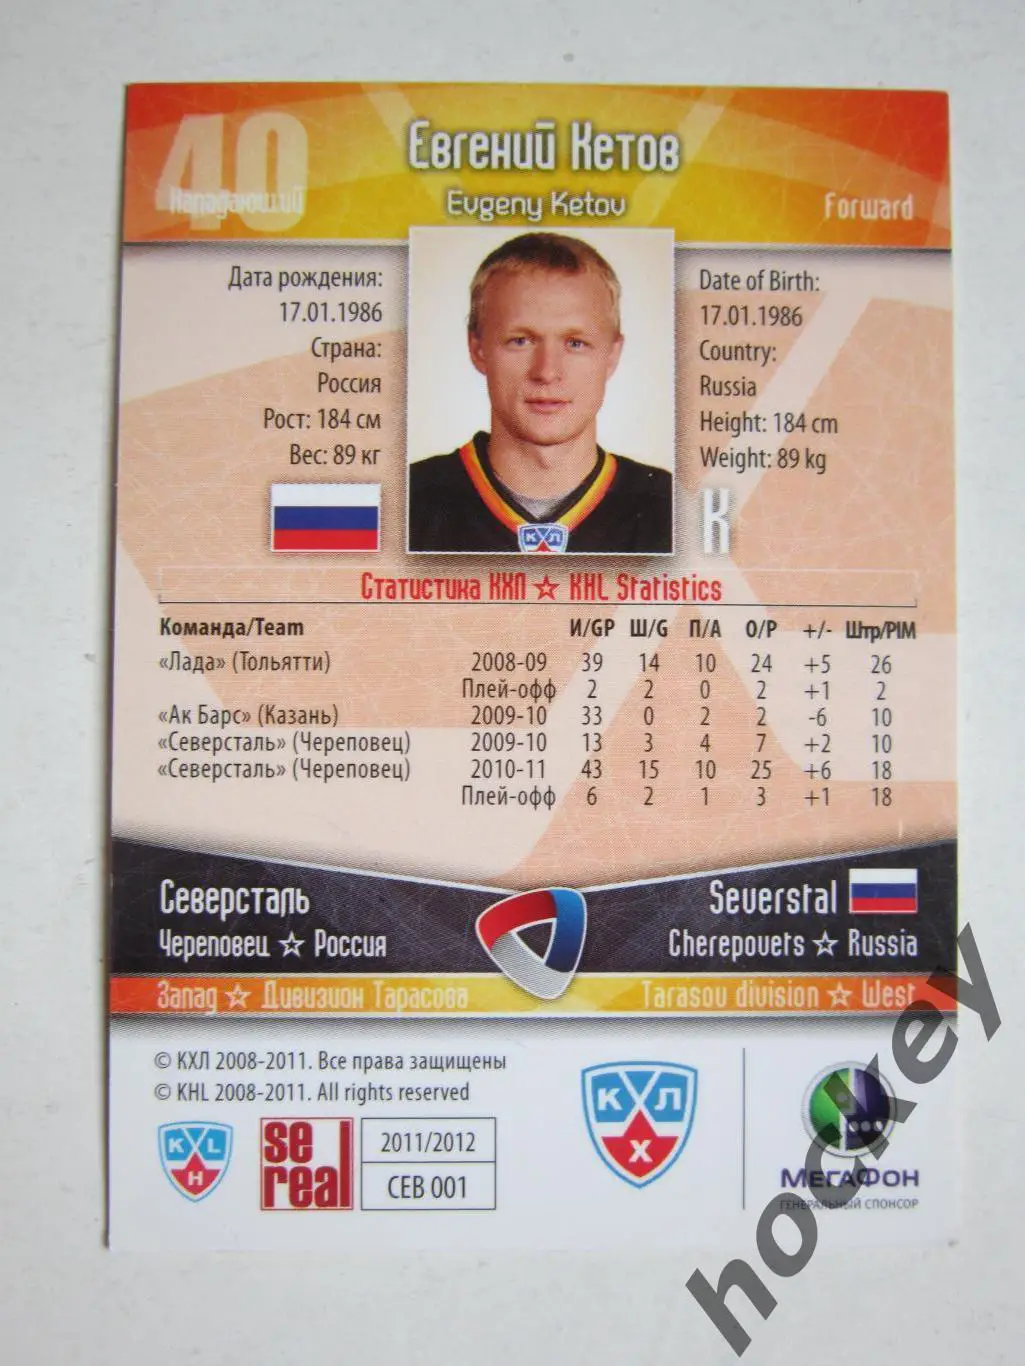 40
Нападающий
Евгений Кетов
Evgeny Ketov
Forward
Дата рождения:
17.01.1986
Страна:
Россия
Рост: 184 см
Вес: 89 кг
Date of Birth:
17.01.1986
Country:
Russia
Height: 184 cm
Weight: 89 kg
КХЛ
К
Статистика КХЛ ☆ KHL Statistics
Команда/Team И/GP Ш/G П/A О/P +/- Штр/PIM
«Лада» (Тольятти) 2008-09 39 14 10 24 +5 26
Плей-офф 2 2 0 2 +1 2
«Ак Барс» (Казань) 2009-10 33 0 2 2 -6 10
«Северсталь» (Череповец) 2009-10 13 3 4 7 +2 10
«Северсталь» (Череповец) 2010-11 43 15 10 25 +6 18
Плей-офф 6 2 1 3 +1 18
Северсталь
Череповец ☆ Россия
Severstal
Cherepovets ☆ Russia
Запад ☆ Дивизион Тарасова
Tarasov division ☆ West
© КХЛ 2008-2011. Все права защищены
© KHL 2008-2011. All rights reserved
KHL
se real
2011/2012
СЕВ 001
КХЛ
МЕГАФОН
ГЕНЕРАЛЬНЫЙ СПОНСОР
hockey